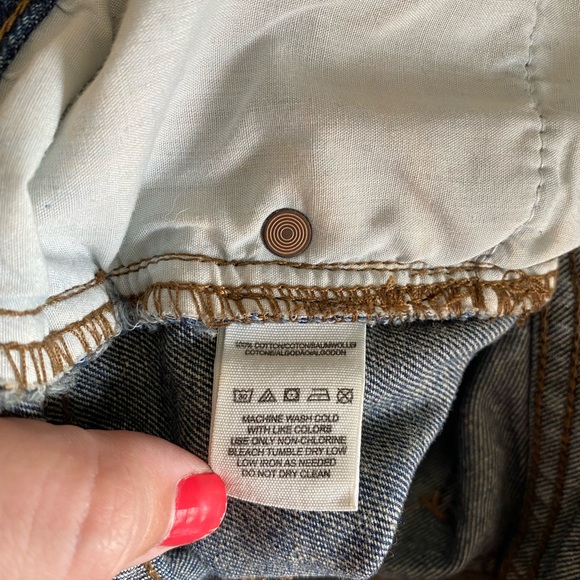 100% COTTON/COTON/BAUMWOLLE/
COTONE/ALGODÃO/ALGODON
MACHINE WASH COLD
WITH LIKE COLORS
USE ONLY NON-CHLORINE
BLEACH TUMBLE DRY LOW
LOW IRON AS NEEDED
DO NOT DRY CLEAN